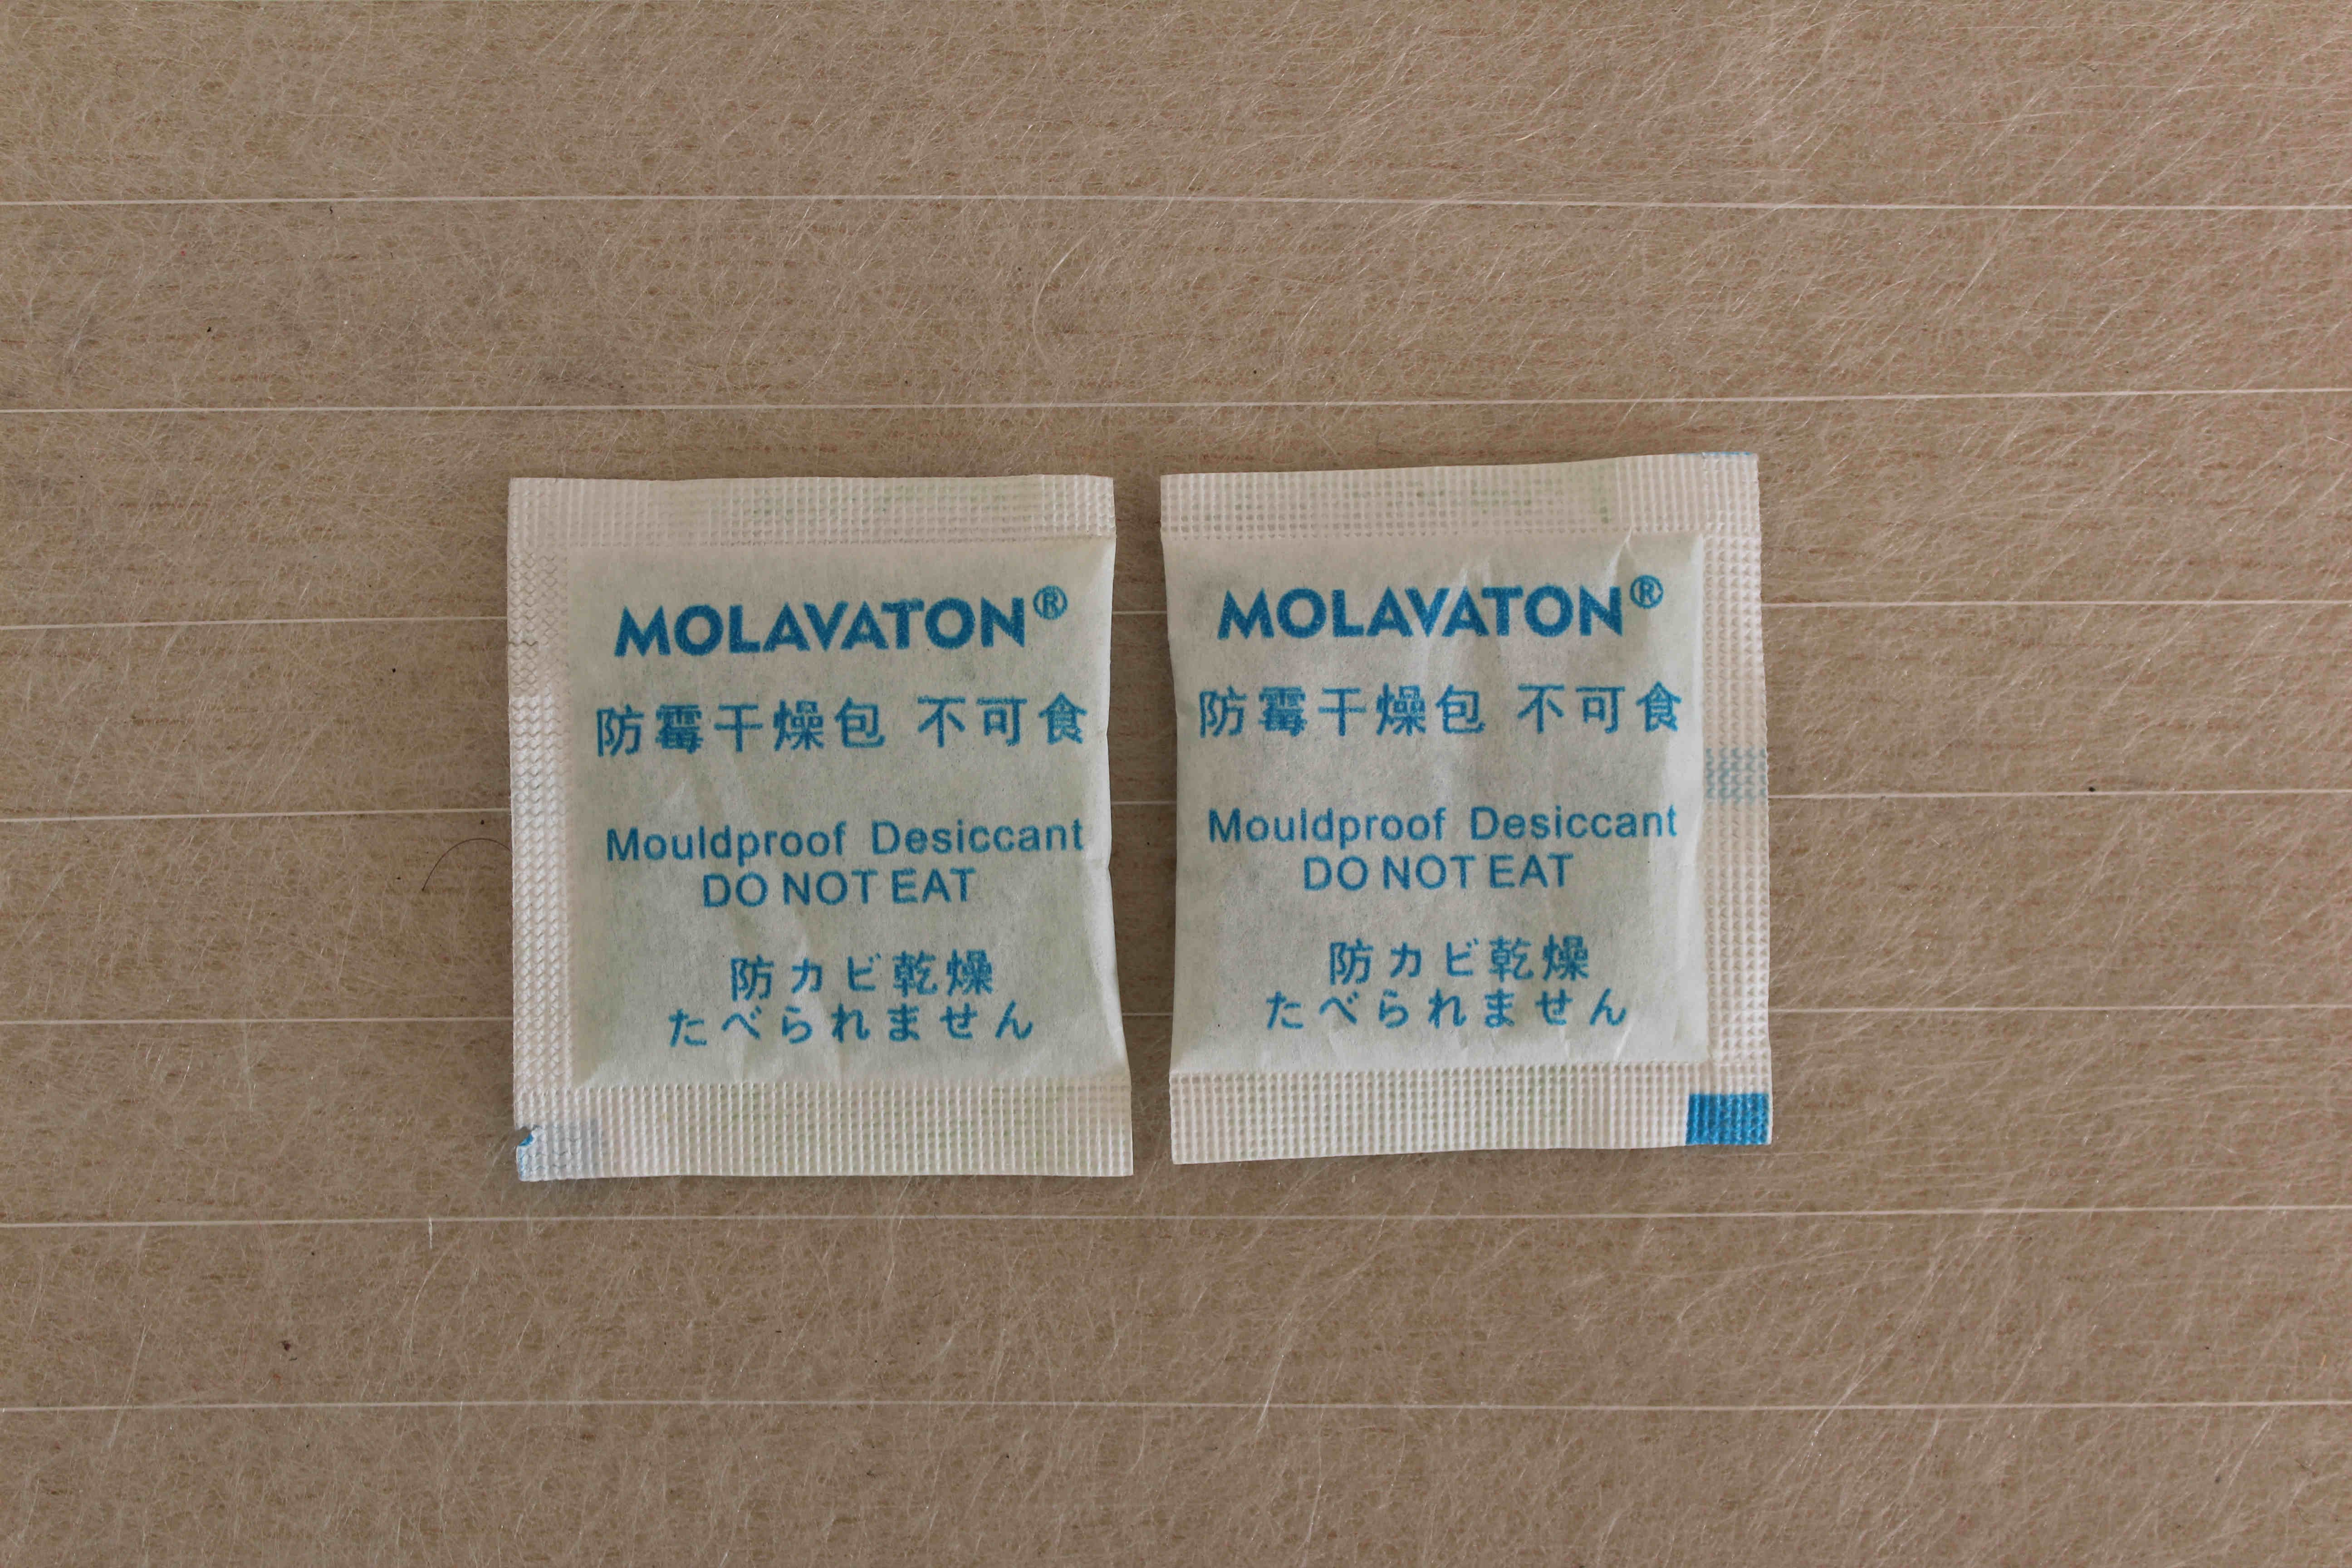 MOLAVATON®
防霉干燥包 不可食
Mouldproof Desiccant
DO NOT EAT
防カビ乾燥
たべられません
MOLAVATON®
防霉干燥包 不可食
Mouldproof Desiccant
DO NOT EAT
防カビ乾燥
たべられません